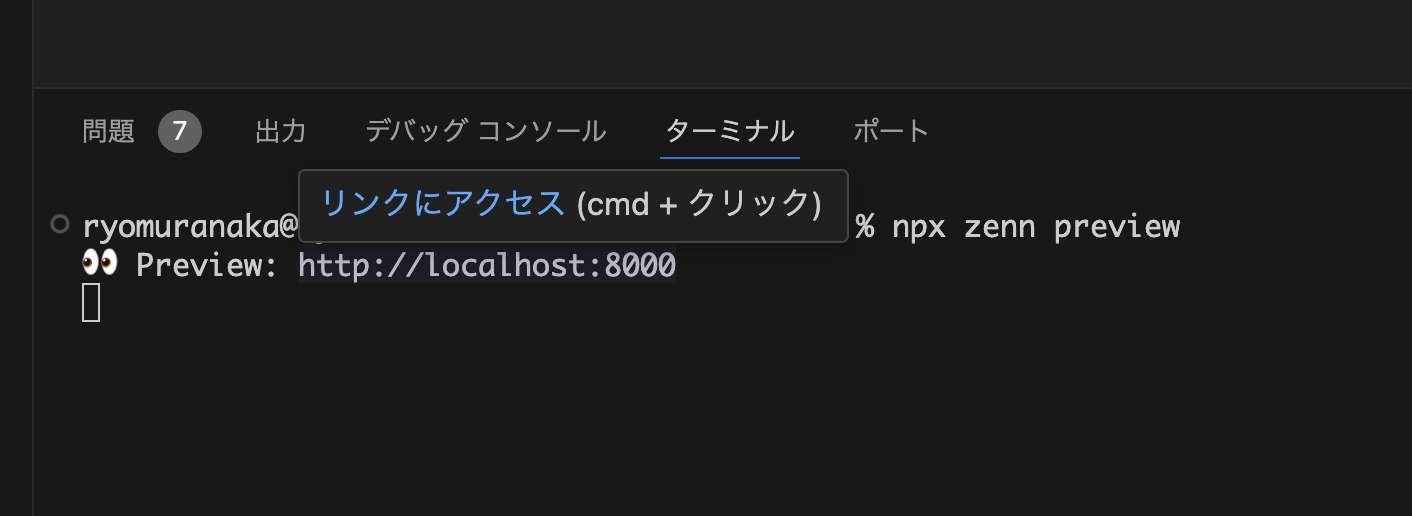 問題 7 出力 デバッグ コンソール ターミナル ポート
リンクにアクセス (cmd + クリック)
ryomuranaka@ % npx zenn preview
👀 Preview: http://localhost:8000